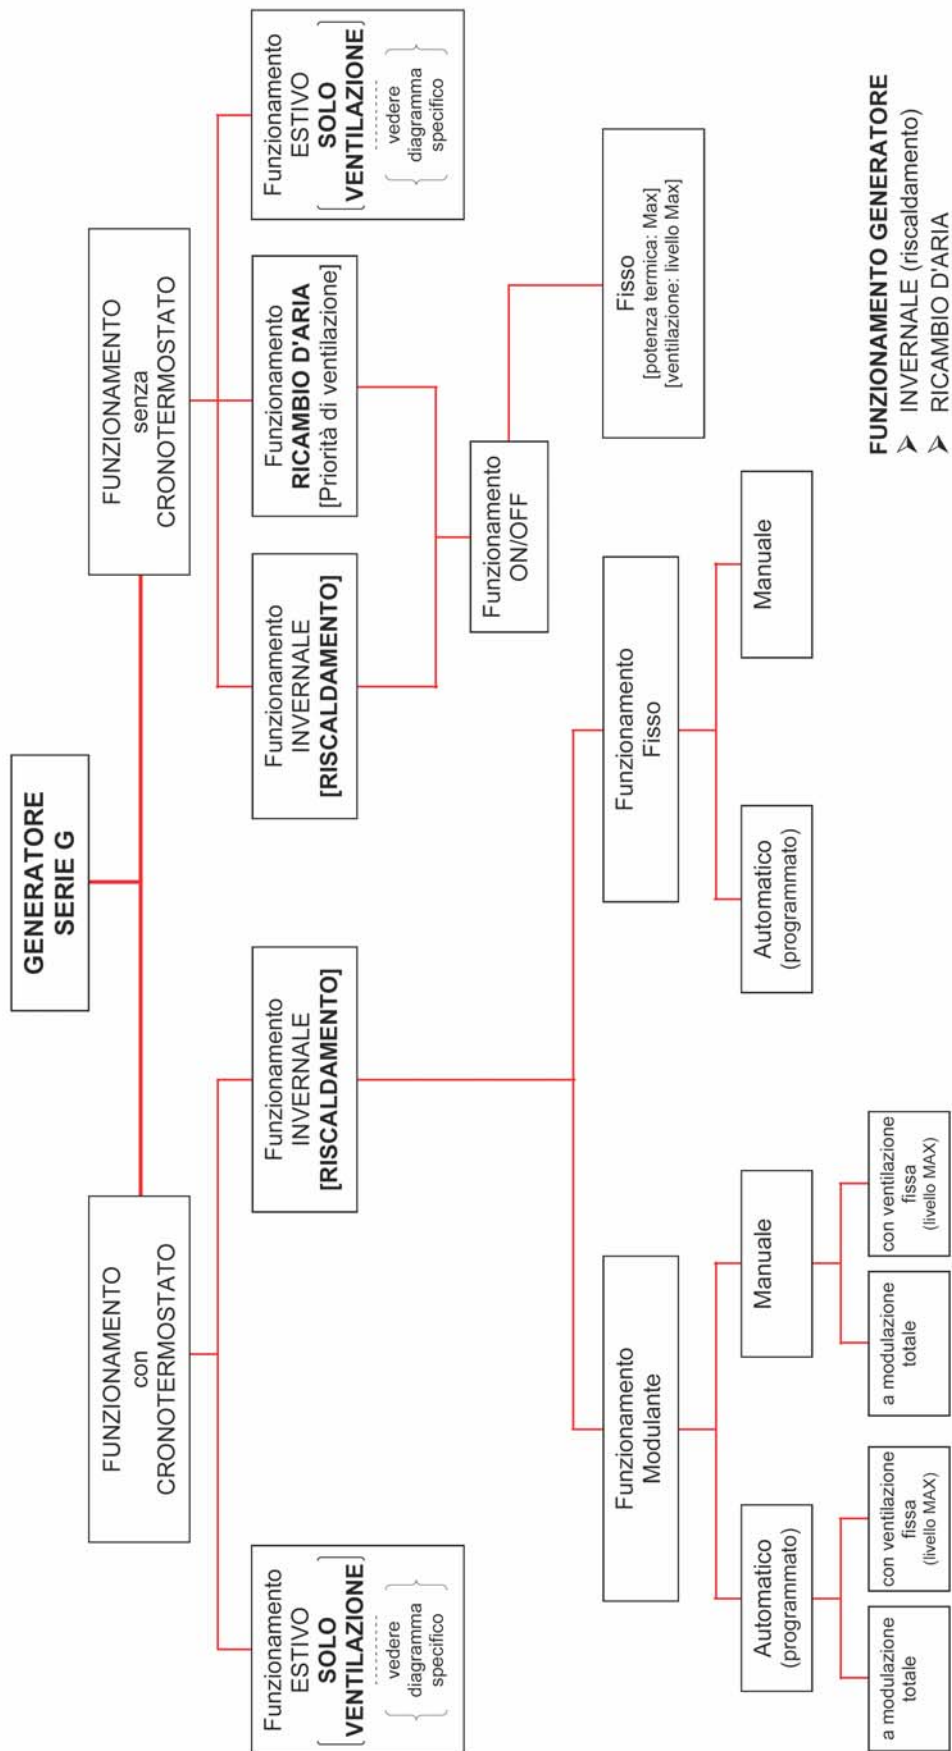 GENERATORE
SERIE G
FUNZIONAMENTO
con
CRONOTERMOSTATO
FUNZIONAMENTO
senza
CRONOTERMOSTATO
Funzionamento
ESTIVO
SOLO
VENTILAZIONE
vedere
diagramma
specifico
Funzionamento
INVERNALE
[RISCALDAMENTO]
Funzionamento
INVERNALE
[RISCALDAMENTO]
Funzionamento
RICAMBIO D'ARIA
[Priorità di ventilazione]
Funzionamento
ESTIVO
SOLO
VENTILAZIONE
vedere
diagramma
specifico
Funzionamento
ON/OFF
Funzionamento
Modulante
Funzionamento
Fisso
Fisso
[potenza termica: Max]
[ventilazione: livello Max]
Automatico
(programmato)
Manuale
Automatico
(programmato)
Manuale
a modulazione
totale
con ventilazione
fissa
(livello MAX)
a modulazione
totale
con ventilazione
fissa
(livello MAX)
FUNZIONAMENTO GENERATORE
➢ INVERNALE (riscaldamento)
➢ RICAMBIO D'ARIA